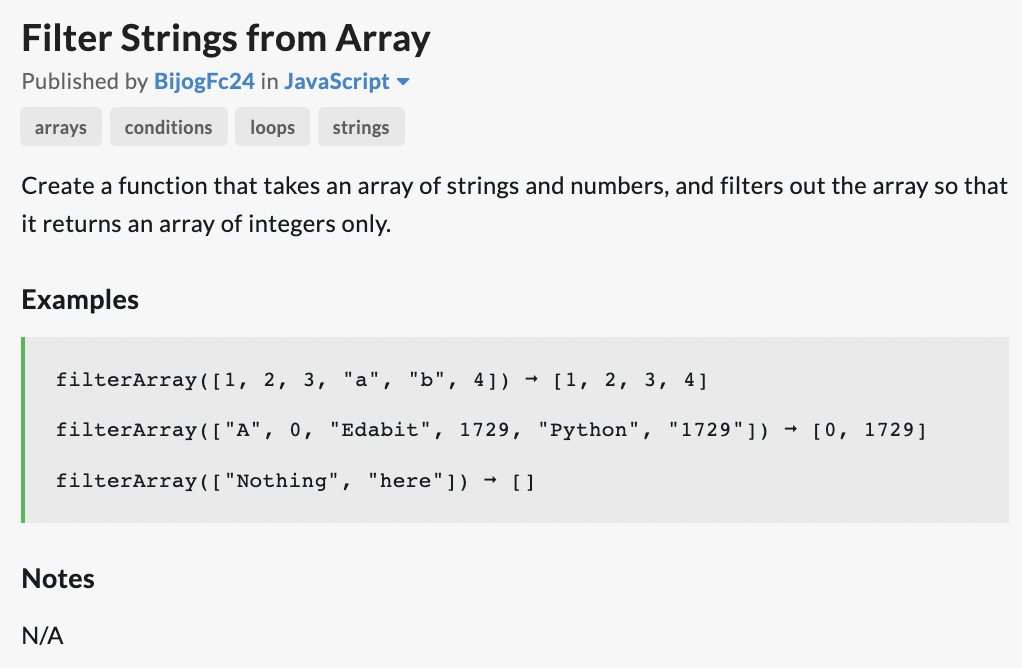 Filter Strings from Array
Published by BijogFc24 in JavaScript
arrays conditions loops strings
Create a function that takes an array of strings and numbers, and filters out the array so that
it returns an array of integers only.
Examples
filterArray([1, 2, 3, "a", "b", 4]) → [1, 2, 3, 4]
filterArray(["A", 0, "Edabit", 1729, "Python", "1729"]) → [0, 1729]
filterArray(["Nothing", "here"]) → []
Notes
N/A